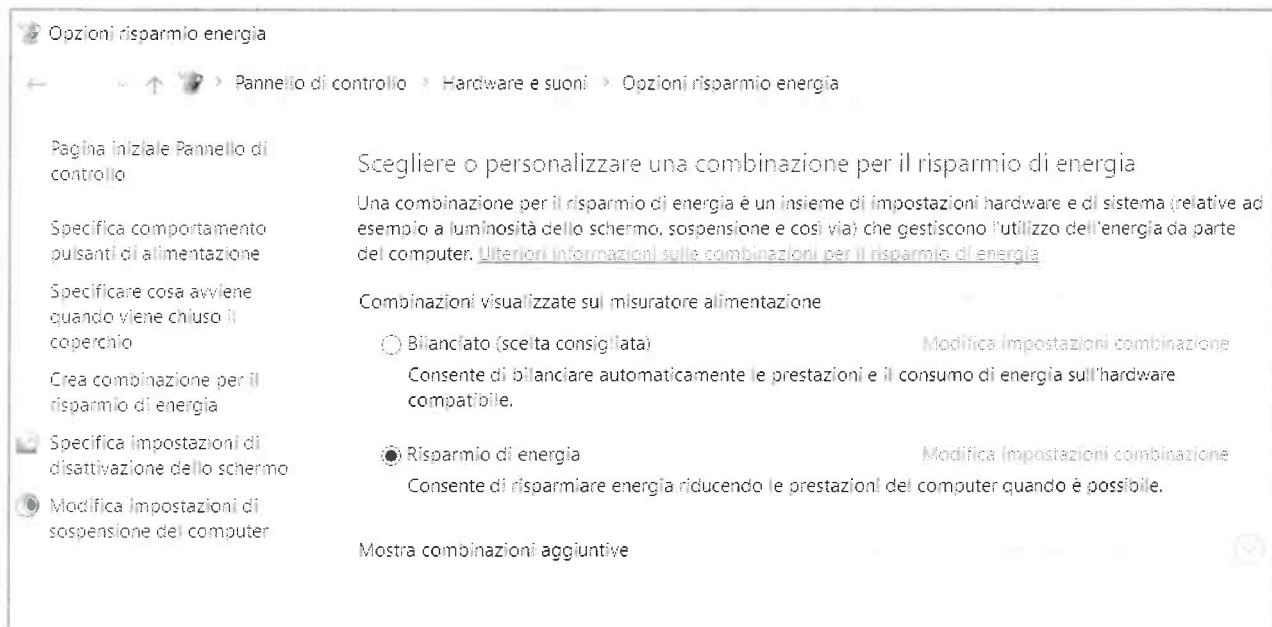 Opzioni risparmio energia
Pannello di controllo > Hardware e suoni > Opzioni risparmio energia
Pagina iniziale Pannello di
controllo
Specifica comportamento
pulsanti di alimentazione
Specificare cosa avviene
quando viene chiuso il
coperchio
Crea combinazione per il
risparmio di energia
Specifica impostazioni di
disattivazione dello schermo
Modifica impostazioni di
sospensione del computer
Scegliere o personalizzare una combinazione per il risparmio di energia
Una combinazione per il risparmio di energia è un insieme di impostazioni hardware e di sistema (relative ad
esempio a luminosità dello schermo, sospensione e così via) che gestiscono l'utilizzo dell'energia da parte
del computer. Ulteriori informazioni sulle combinazioni per il risparmio di energia
Combinazioni visualizzate sul misuratore alimentazione
Bilanciato (scelta consigliata) Modifica impostazioni combinazione
Consente di bilanciare automaticamente le prestazioni e il consumo di energia sull'hardware
compatibile.
Risparmio di energia Modifica impostazioni combinazione
Consente di risparmiare energia riducendo le prestazioni del computer quando è possibile.
Mostra combinazioni aggiuntive